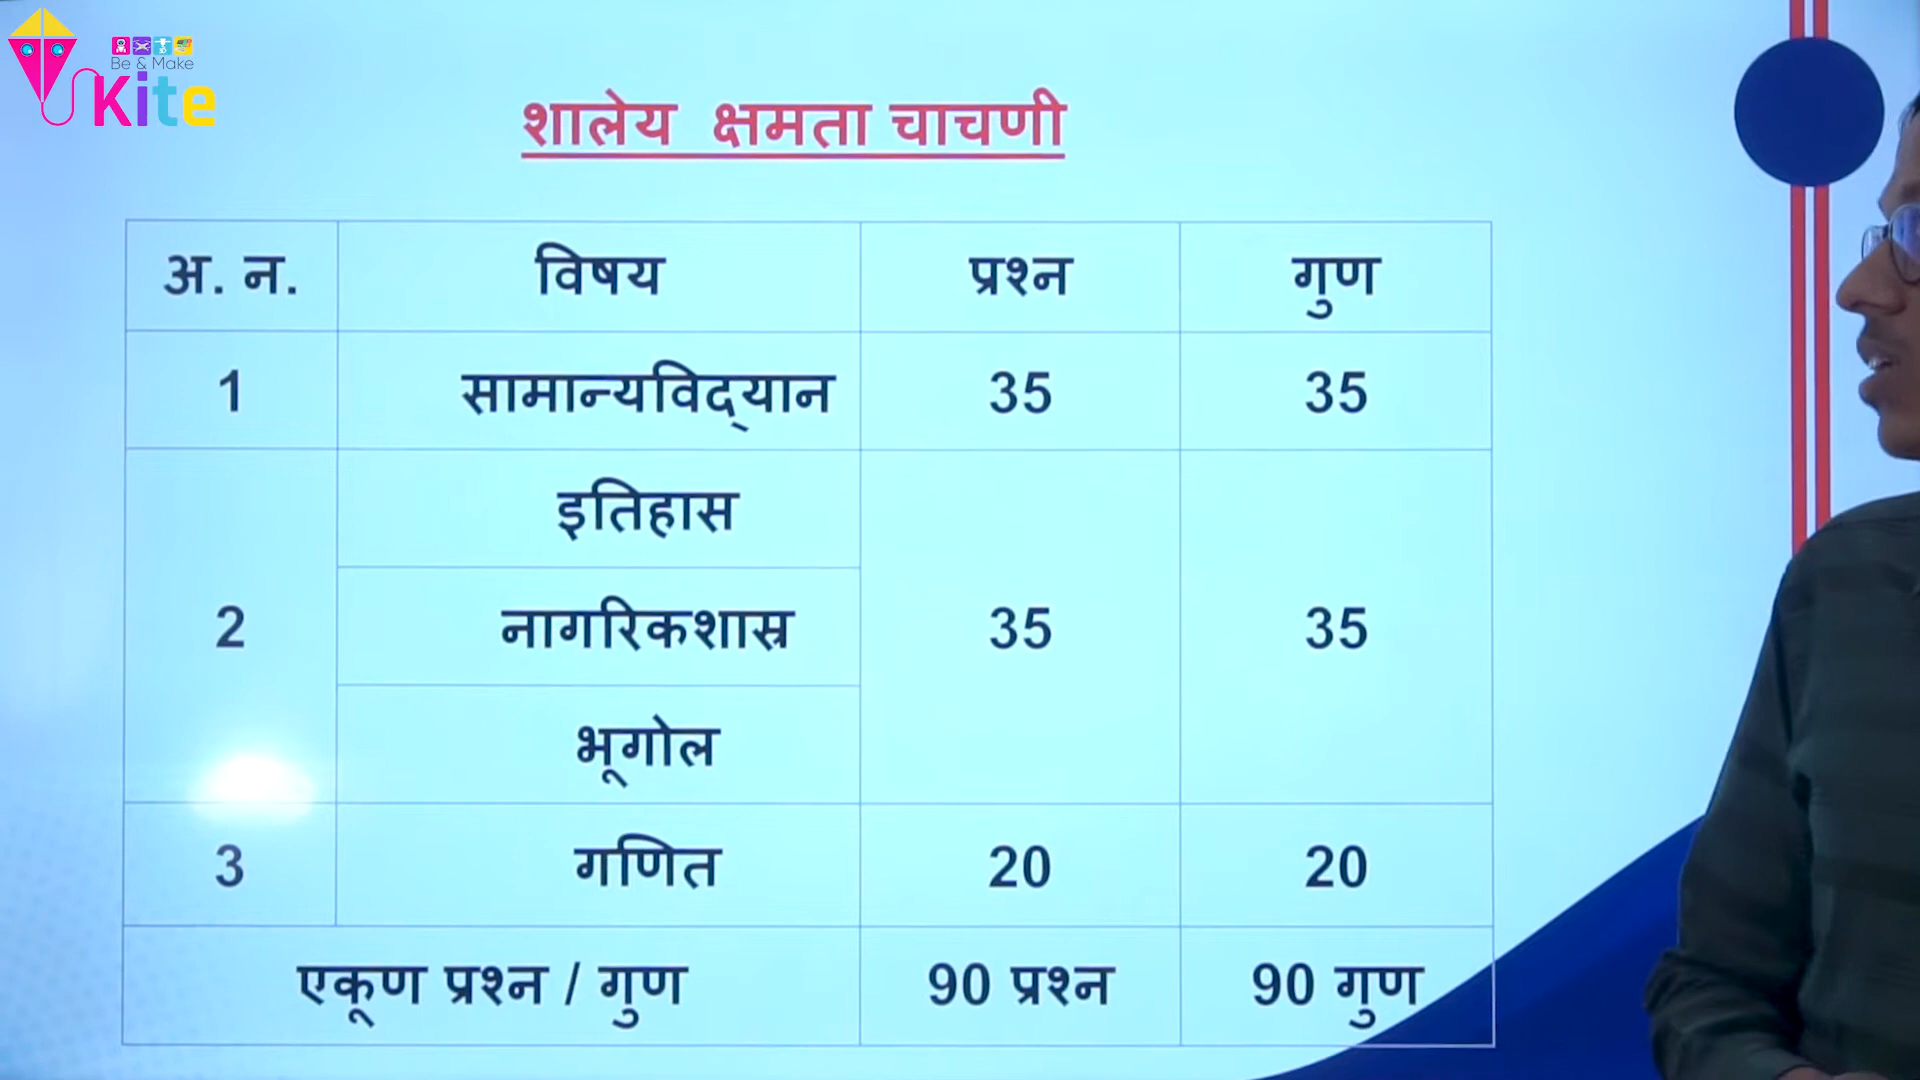 Be & Make
Kite
शालेय क्षमता चाचणी
अ. न. विषय प्रश्न गुण
1 सामान्यविद्‌यान 35 35
इतिहास
2 नागरिकशास्र 35 35
भूगोल
3 गणित 20 20
एकूण प्रश्न / गुण 90 प्रश्न 90 गुण